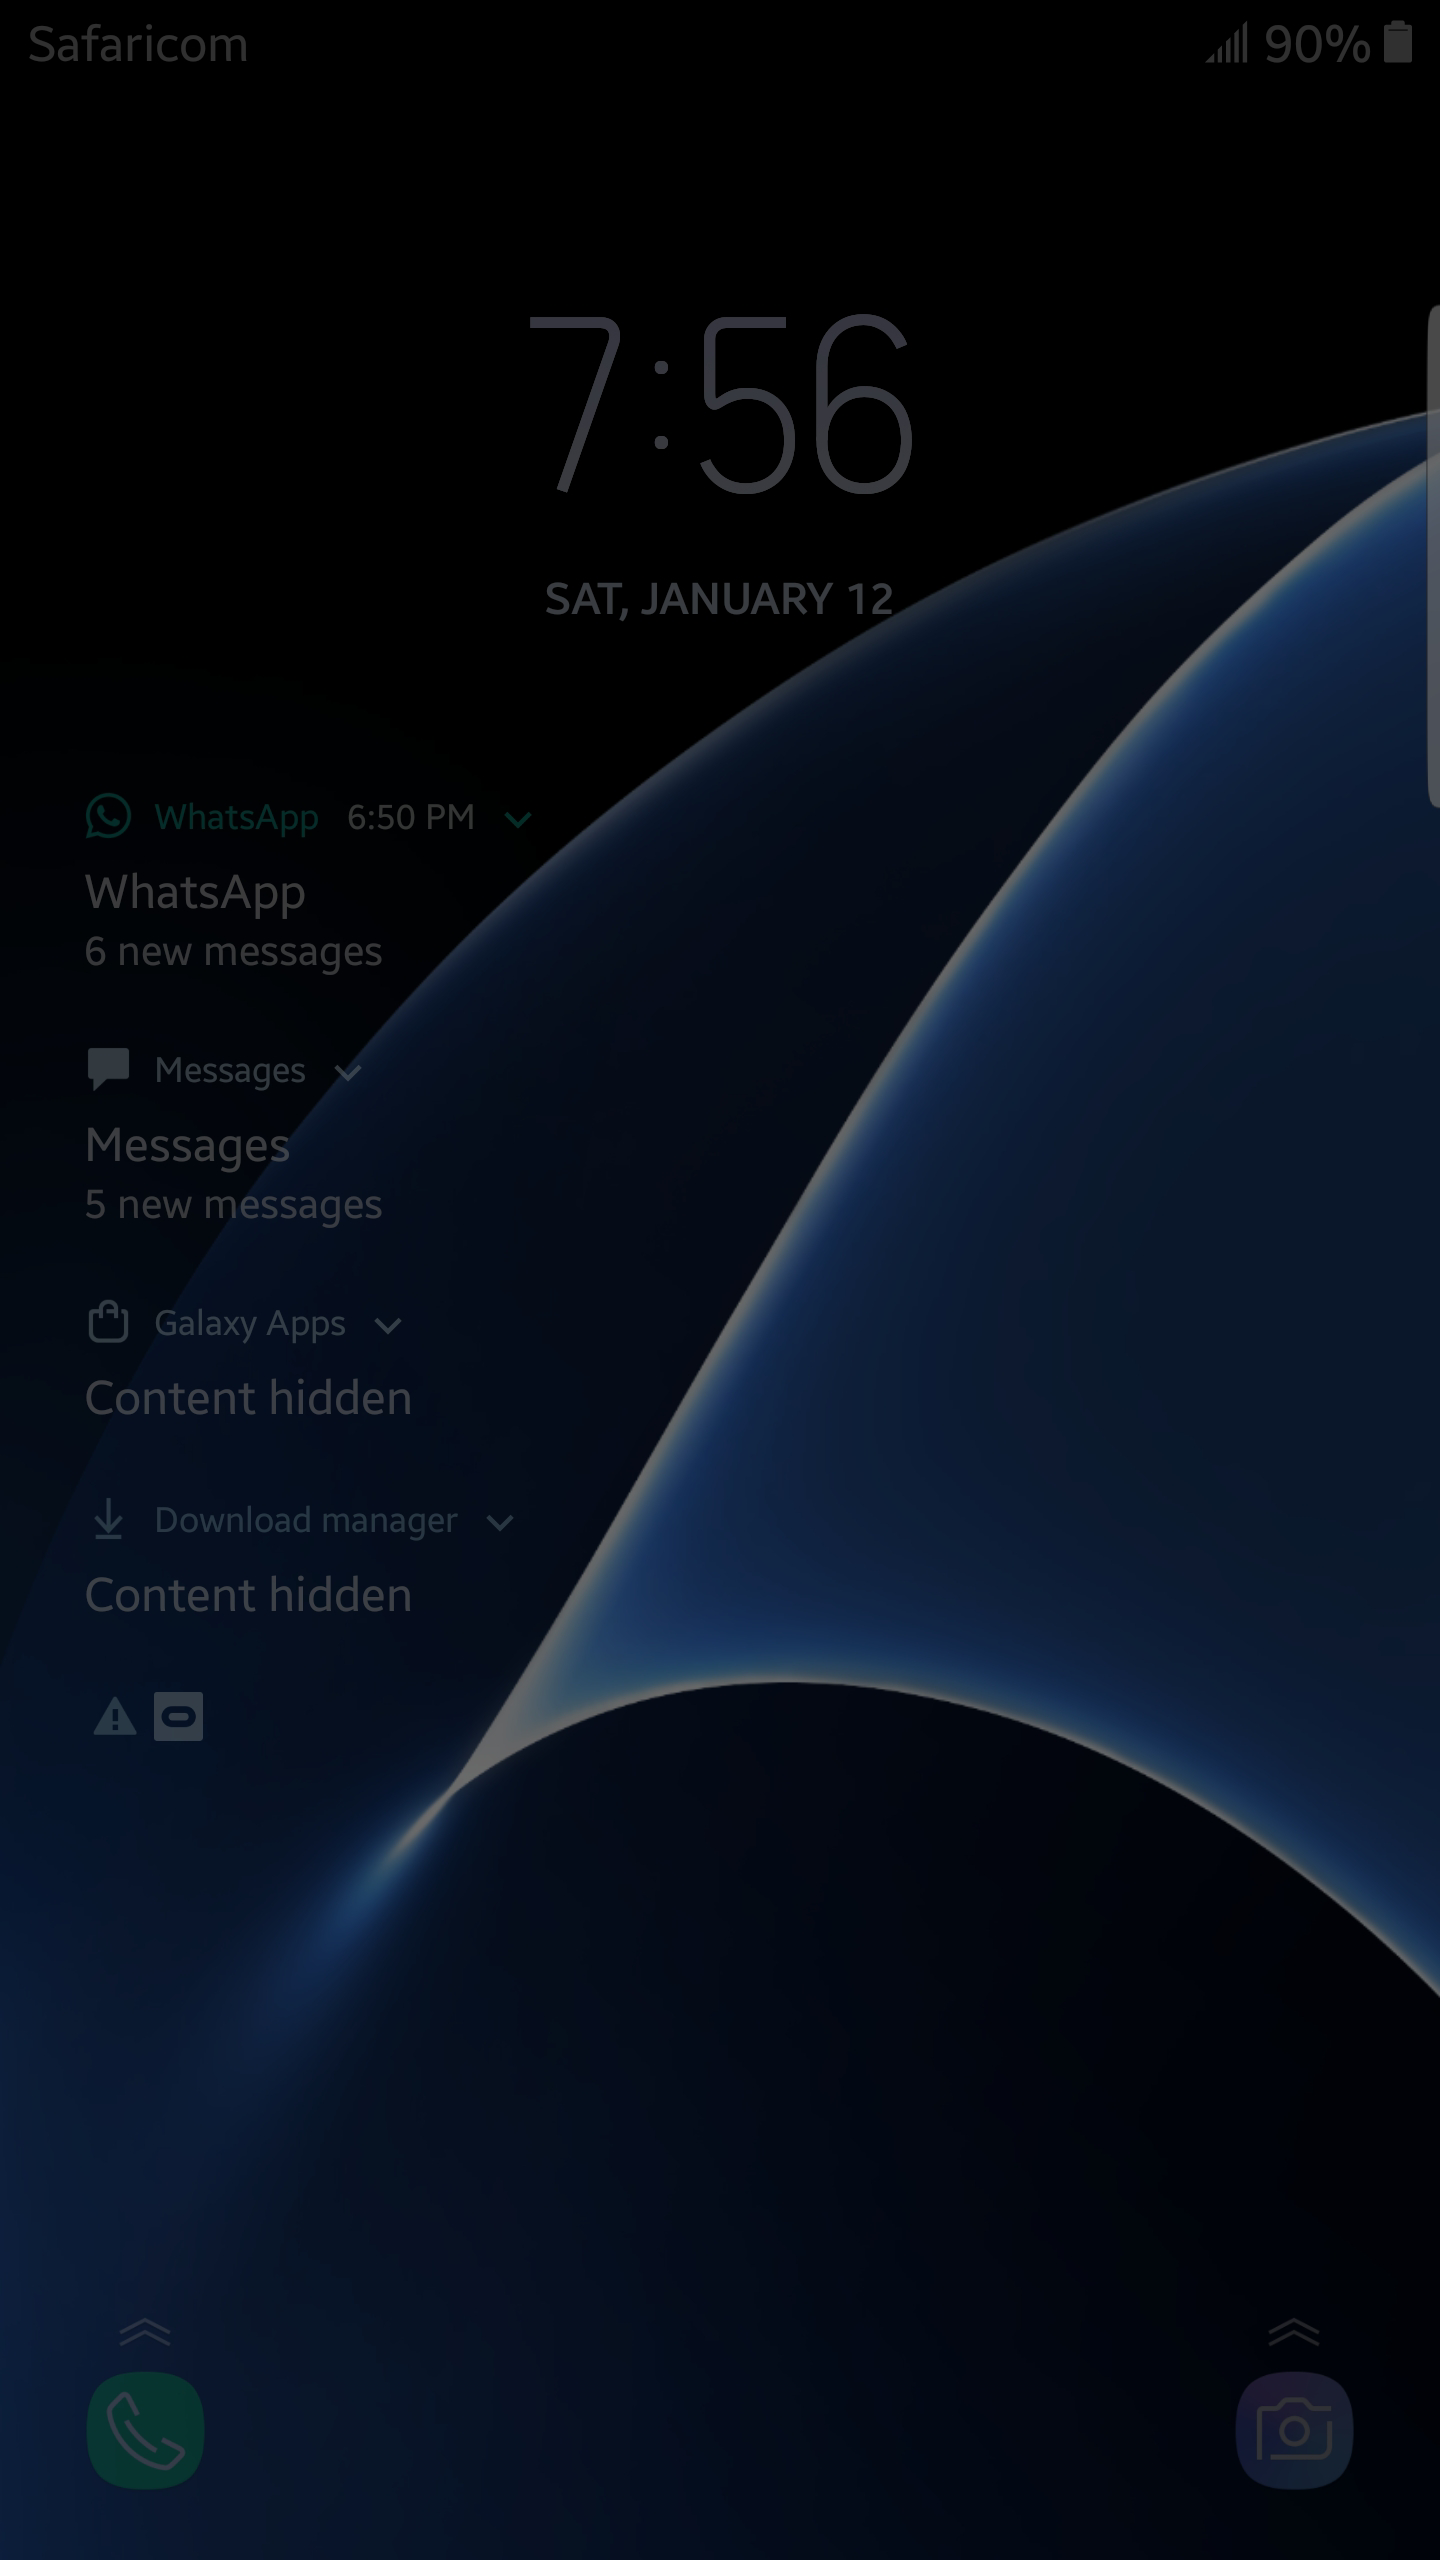 Safaricom 90%
7:56
SAT, JANUARY 12
WhatsApp 6:50 PM
WhatsApp
6 new messages
Messages
Messages
5 new messages
Galaxy Apps
Content hidden
Download manager
Content hidden